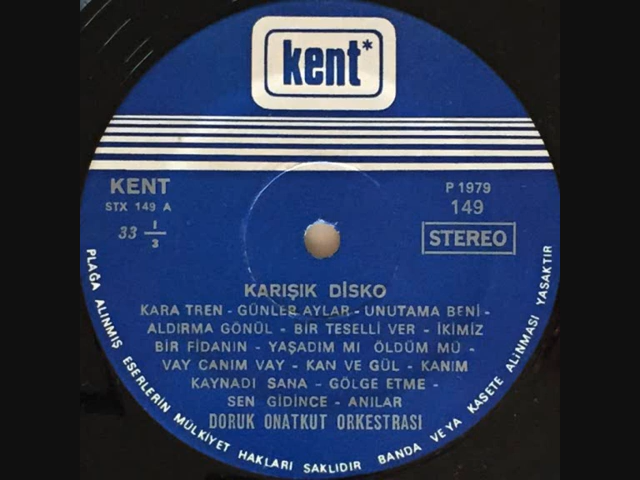 kent*
KENT
STX 149 A
33 1/3
P 1979
149
STEREO
KARIŞIK DİSKO
KARA TREN - GÜNLER AYLAR - UNUTAMA BENİ -
ALDIRMA GÖNÜL - BİR TESELLİ VER - İKİMİZ
BİR FİDANIN - YAŞADIM MI ÖLDÜM MÜ -
VAY CANIM VAY - KAN VE GÜL - KANIM
KAYNADI SANA - GÖLGE ETME -
SEN GİDİNCE - ANILAR
DORUK ONATKUT ORKESTRASI
PLAĞA ALINMIŞ ESERLERİN MÜLKİYET HAKLARI SAKLIDIR BANDA VEYA KASETE ALINMASI YASAKTIR